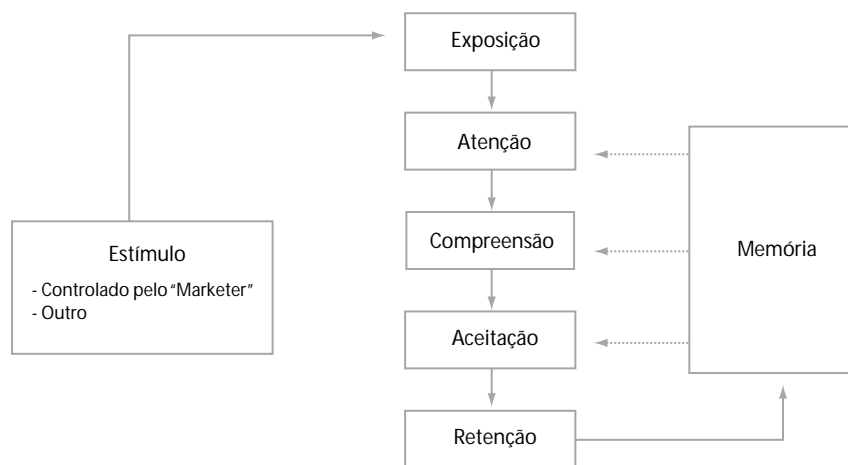 Exposição
Atenção
Compreensão
Memória
Estímulo
- Controlado pelo “Marketer”
- Outro
Aceitação
Retenção